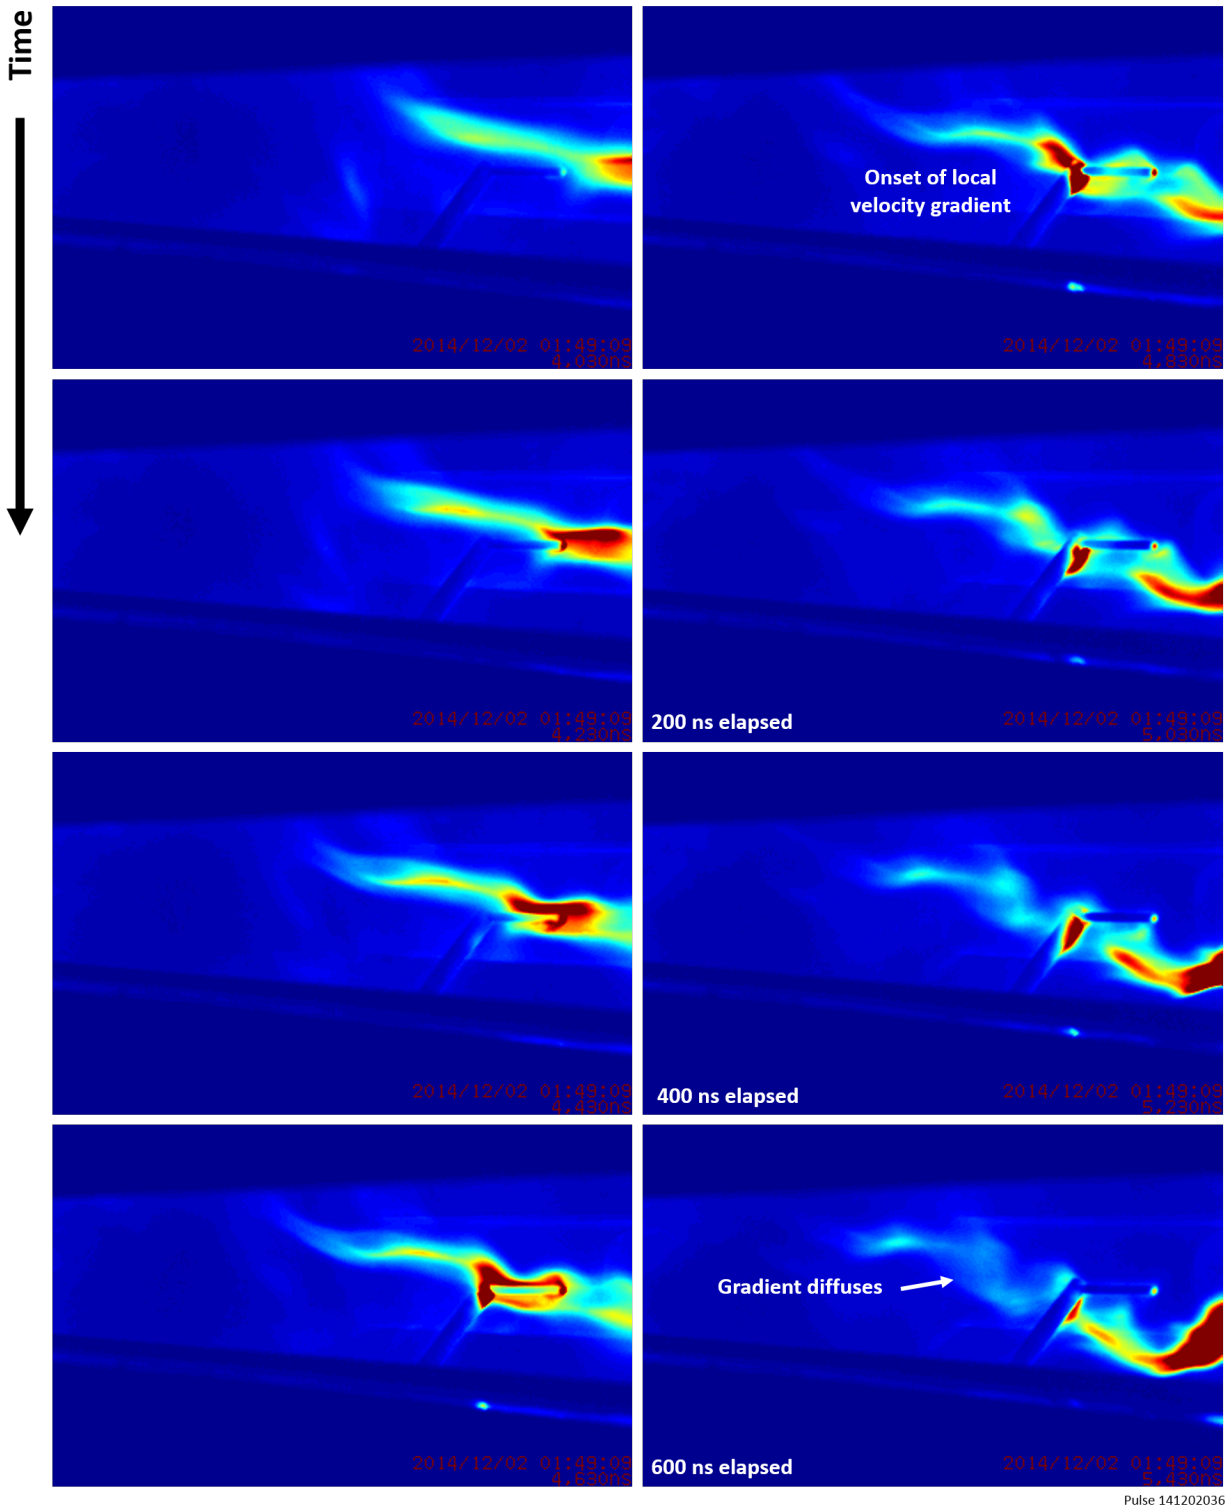 Time
2014/12/02 01:49:09
4,030ns
2014/12/02 01:49:09
4,230ns
2014/12/02 01:49:09
4,430ns
2014/12/02 01:49:09
4,630ns
Onset of local
velocity gradient
2014/12/02 01:49:09
4,830ns
200 ns elapsed
2014/12/02 01:49:09
5,030ns
400 ns elapsed
2014/12/02 01:49:09
5,230ns
Gradient diffuses
600 ns elapsed
2014/12/02 01:49:09
5,430ns
Pulse 141202036